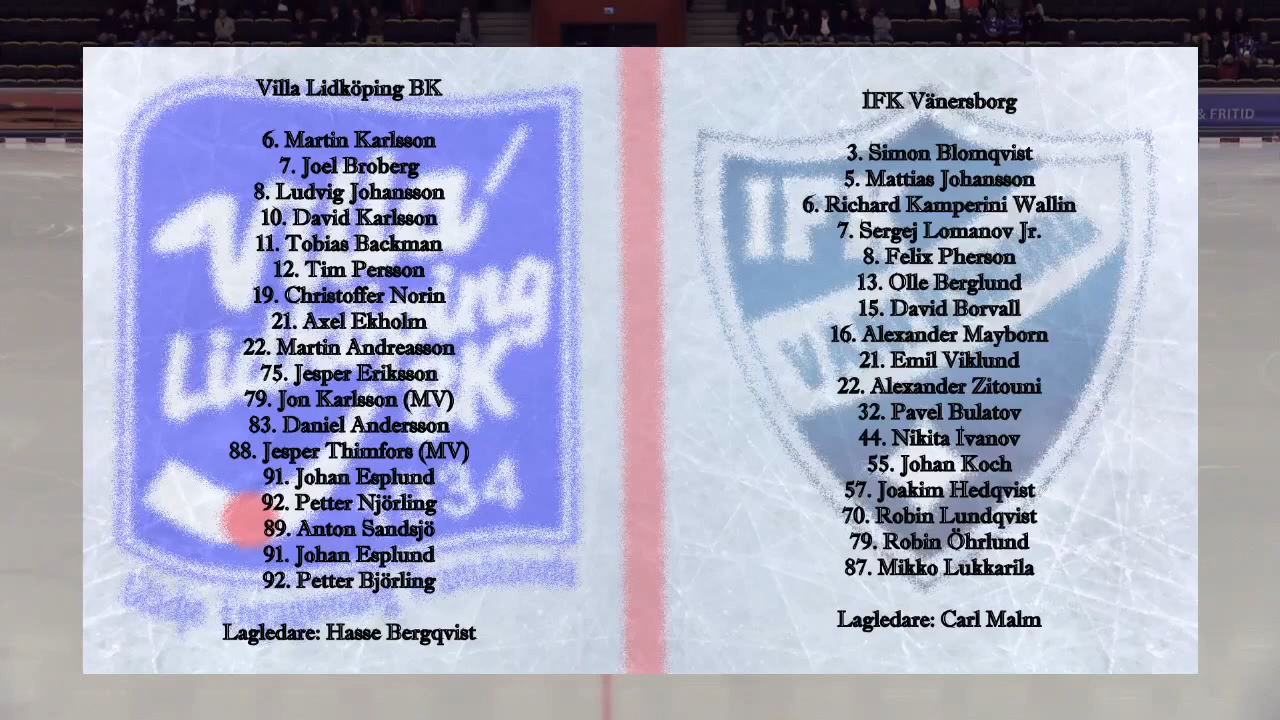 Villa Lidköping BK
6. Martin Karlsson
7. Joel Broberg
8. Ludvig Johansson
10. David Karlsson
11. Tobias Backman
12. Tim Persson
19. Christoffer Norin
21. Axel Ekholm
22. Martin Andreasson
75. Jesper Eriksson
79. Jon Karlsson (MV)
83. Daniel Andersson
88. Jesper Thimfors (MV)
91. Johan Esplund
92. Petter Njörling
89. Anton Sandsjö
91. Johan Esplund
92. Petter Björling
Lagledare: Hasse Bergqvist
IFK Vänersborg
3. Simon Blomqvist
5. Mattias Johansson
6. Richard Kamperini Wallin
7. Sergej Lomanov Jr.
8. Felix Pherson
13. Olle Berglund
15. David Borvall
16. Alexander Mayborn
21. Emil Viklund
22. Alexander Zitouni
32. Pavel Bulatov
44. Nikita Ivanov
55. Johan Koch
57. Joakim Hedqvist
70. Robin Lundqvist
79. Robin Öhrlund
87. Mikko Lukkarila
Lagledare: Carl Malm
& FRITID